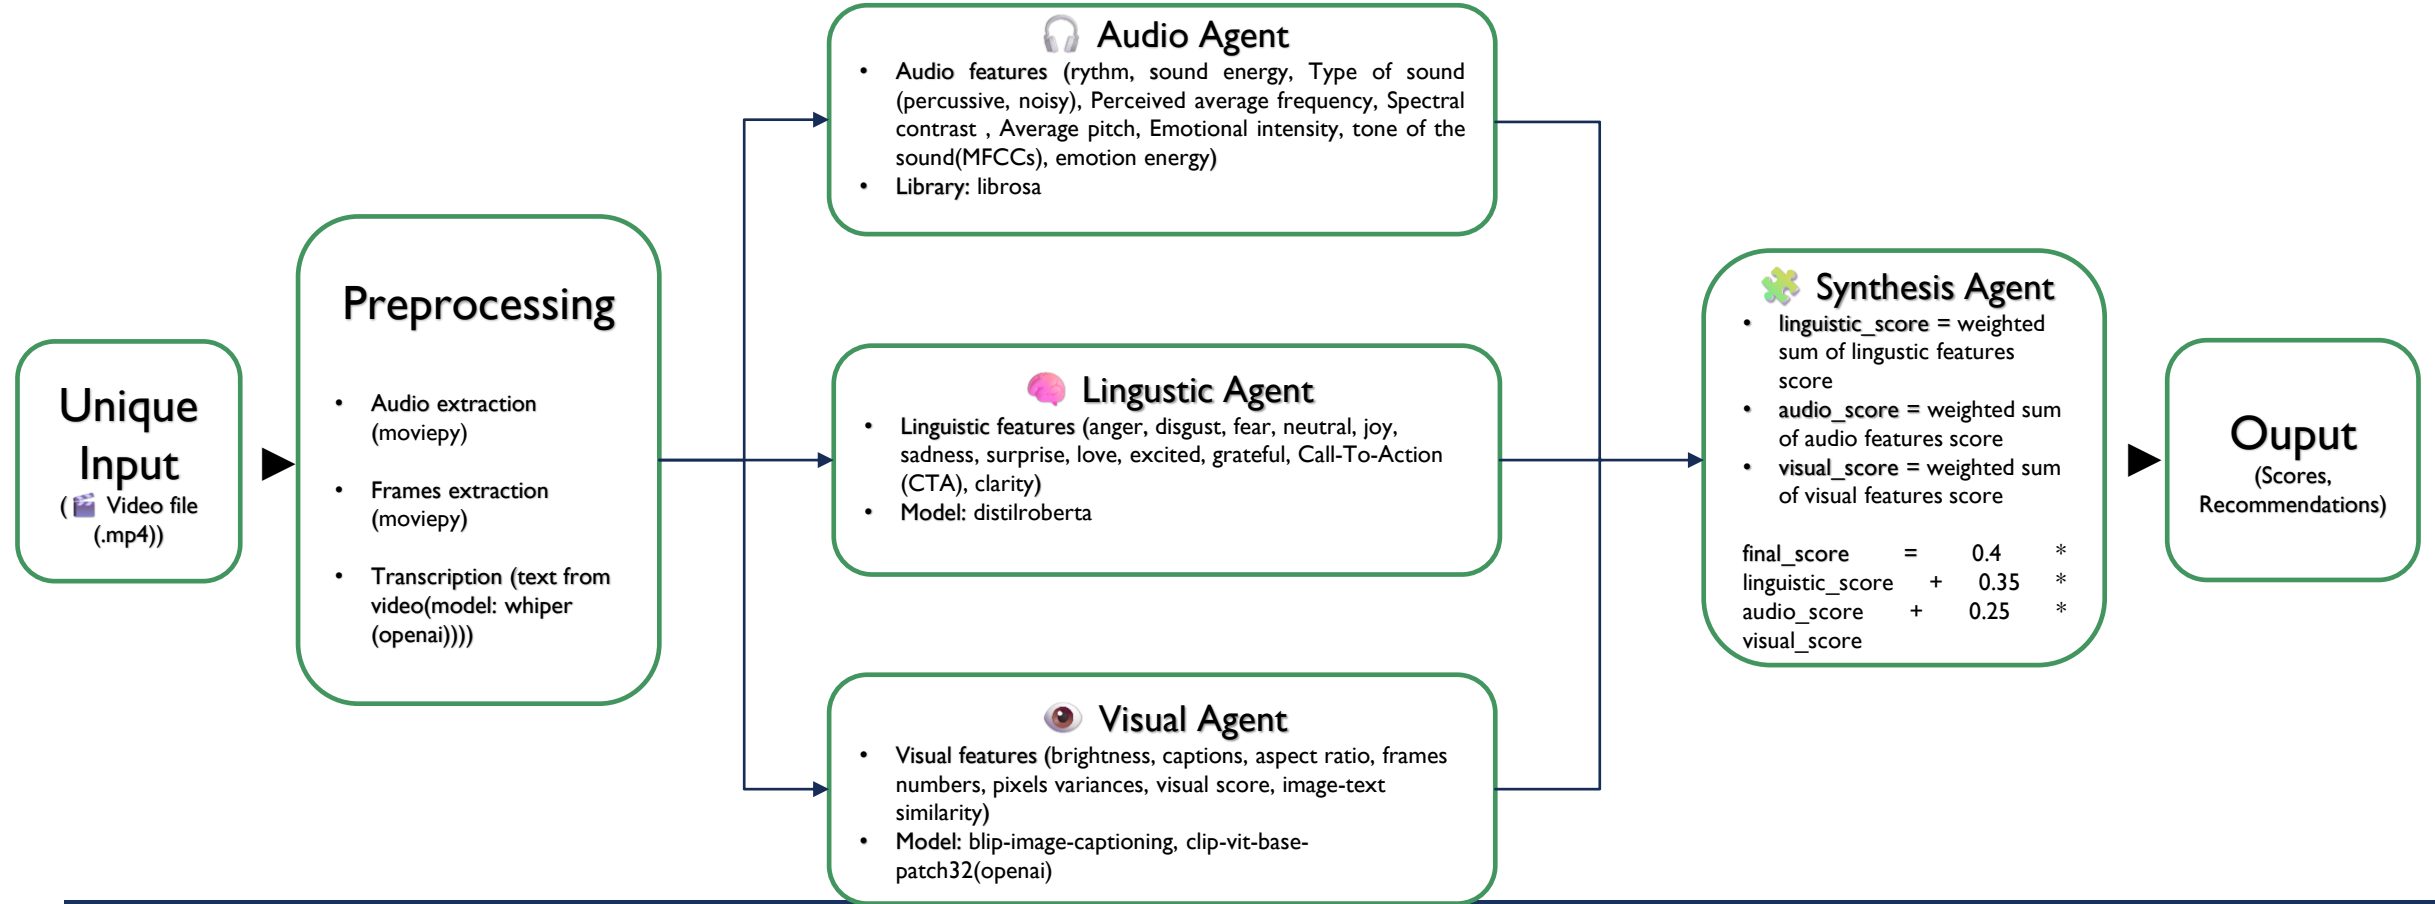 Unique
Input
( Video file
(.mp4))
Preprocessing
• Audio extraction
(moviepy)
• Frames extraction
(moviepy)
• Transcription (text from
video(model: whiper
(openai))))
Audio Agent
• Audio features (rythm, sound energy, Type of sound
(percussive, noisy), Perceived average frequency, Spectral
contrast , Average pitch, Emotional intensity, tone of the
sound(MFCCs), emotion energy)
• Library: librosa
Lingustic Agent
• Linguistic features (anger, disgust, fear, neutral, joy,
sadness, surprise, love, excited, grateful, Call-To-Action
(CTA), clarity)
• Model: distilroberta
Visual Agent
• Visual features (brightness, captions, aspect ratio, frames
numbers, pixels variances, visual score, image-text
similarity)
• Model: blip-image-captioning, clip-vit-base-
patch32(openai)
Synthesis Agent
• linguistic_score = weighted
sum of lingustic features
score
• audio_score = weighted sum
of audio features score
• visual_score = weighted sum
of visual features score
final_score = 0.4 *
linguistic_score + 0.35 *
audio_score + 0.25 *
visual_score
Ouput
(Scores,
Recommendations)